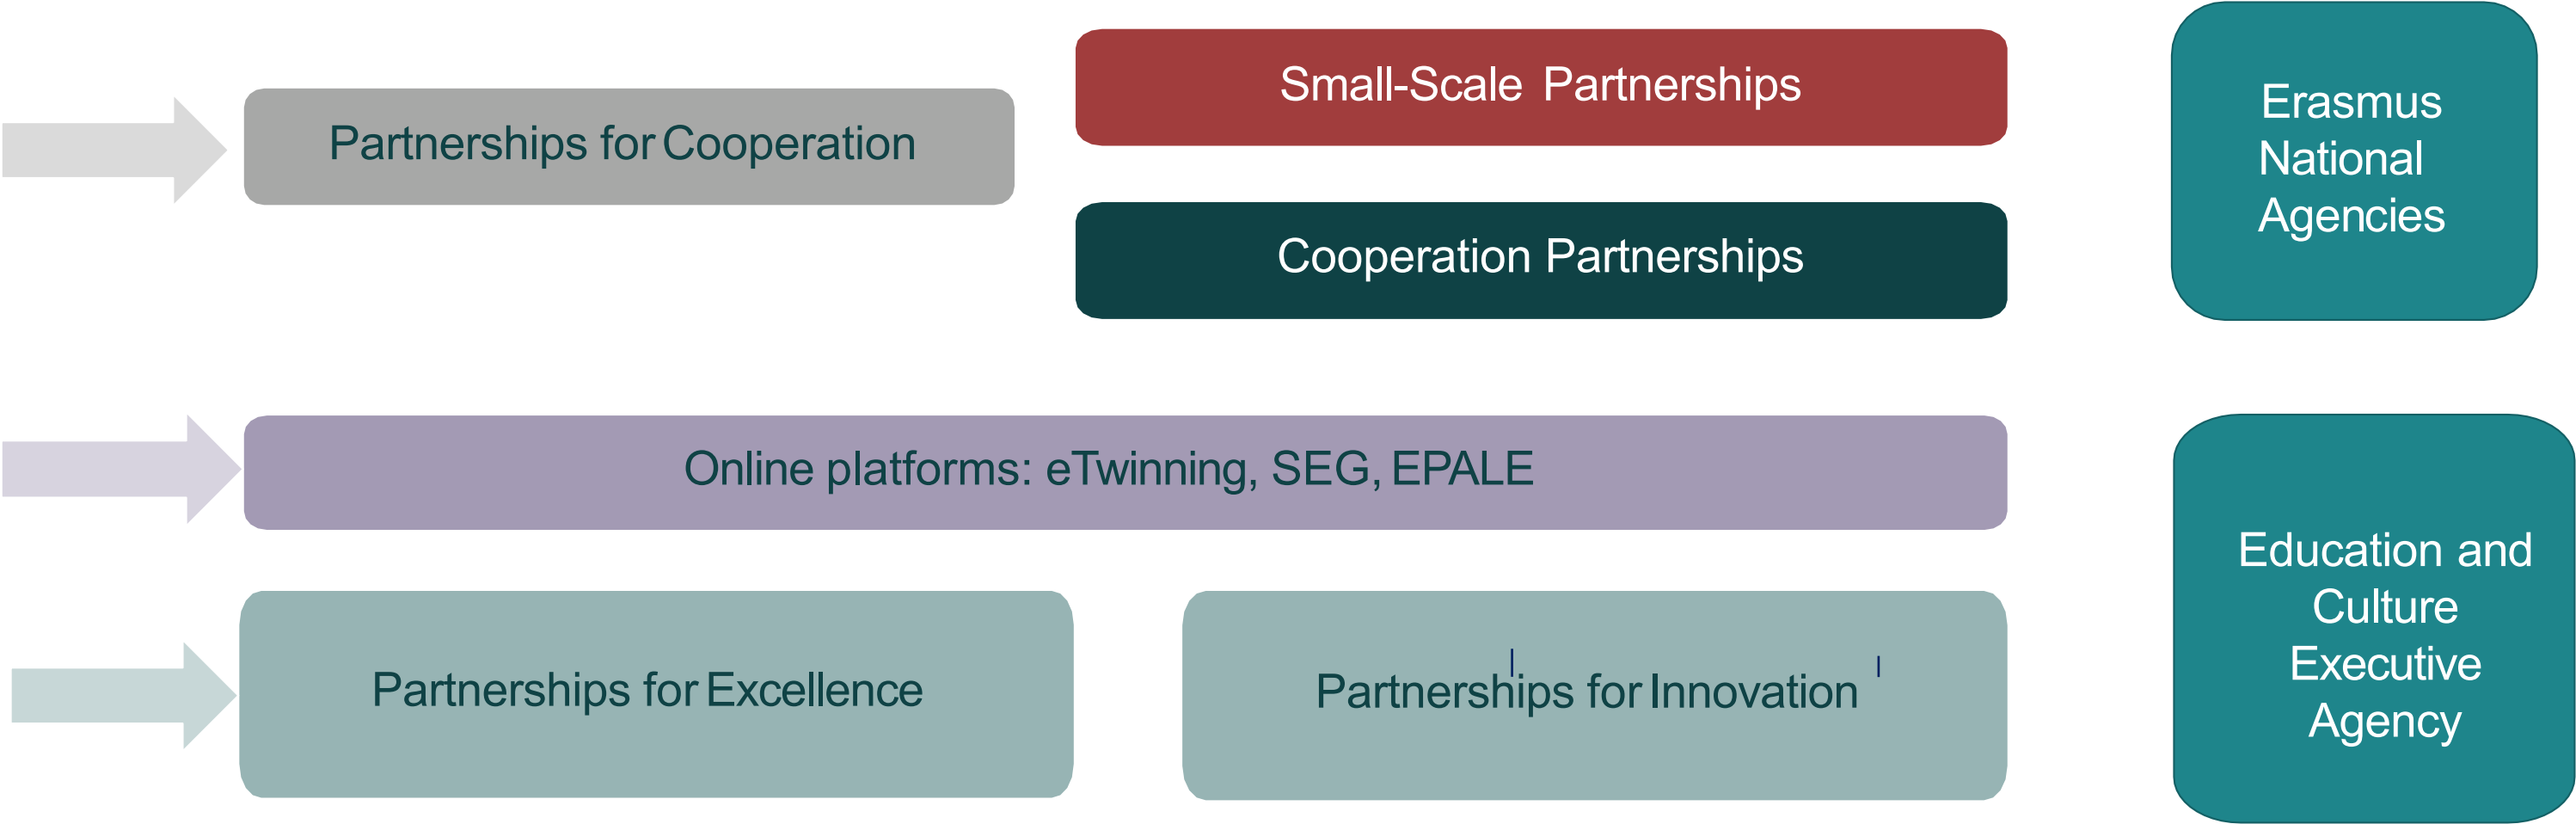 Small-Scale Partnerships
Partnerships for Cooperation
Cooperation Partnerships
Erasmus
National
Agencies
Online platforms: eTwinning, SEG, EPALE
Partnerships for Excellence
Partnerships for Innovation
Education and
Culture
Executive
Agency